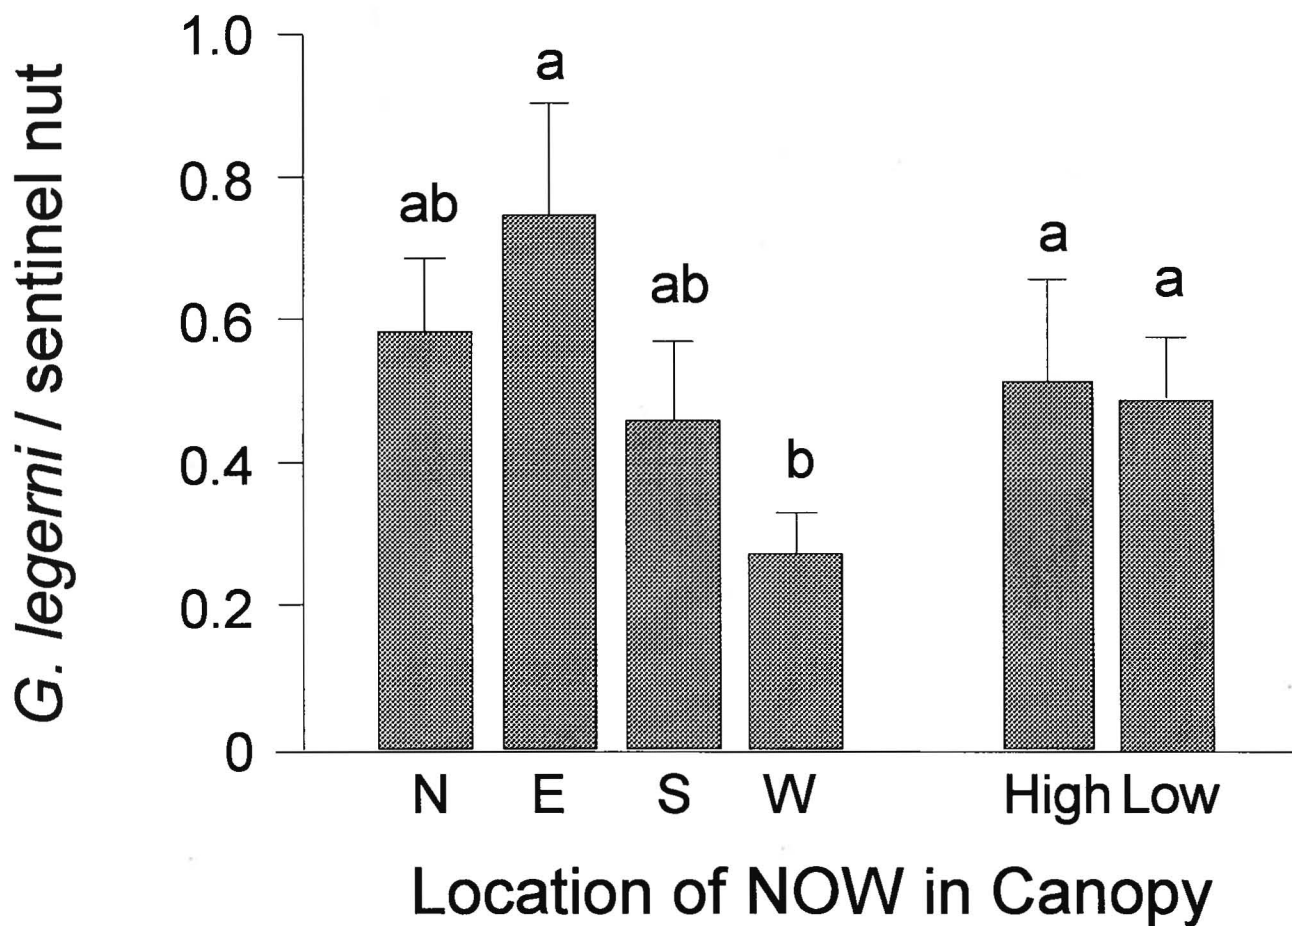 G. legerni / sentinel nut
1.0
0.8
0.6
0.4
0.2
0
ab
a
ab
b
a
a
N E S W High Low
Location of NOW in Canopy